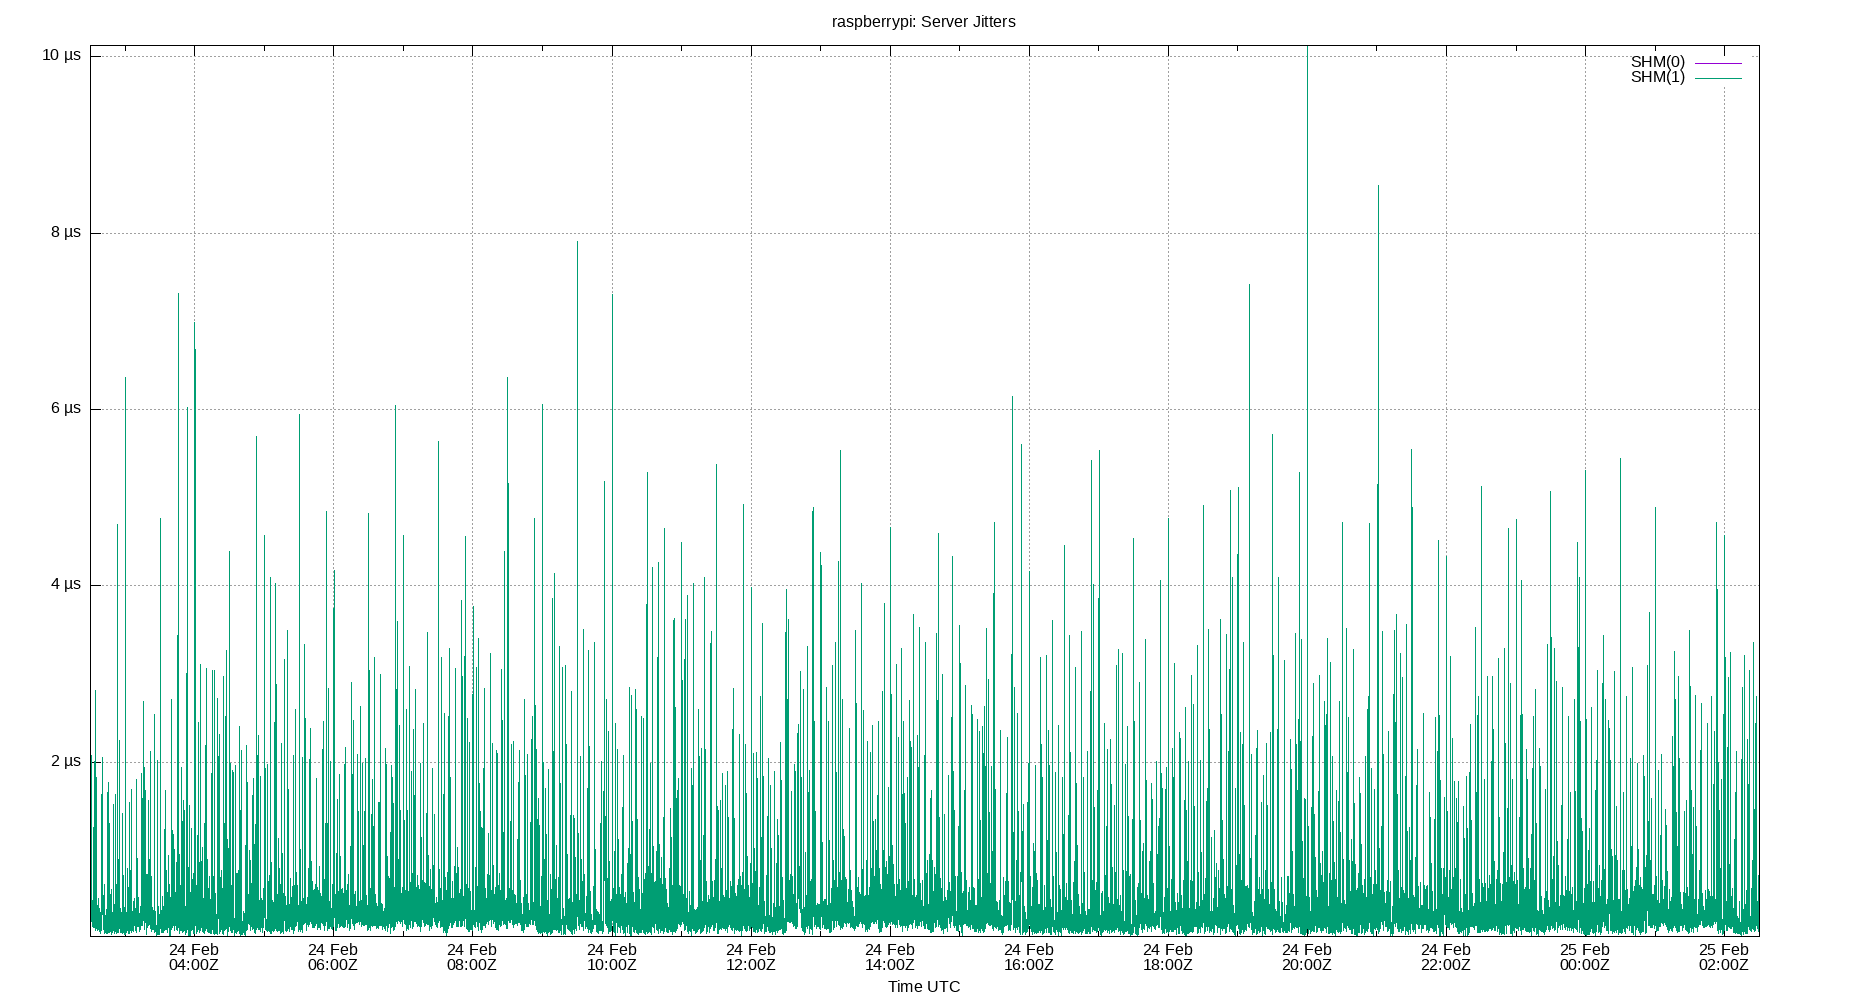 raspberrypi: Server Jitters
10 µs
8 µs
6 µs
4 µs
2 µs
SHM(0)
SHM(1)
24 Feb 24 Feb 24 Feb 24 Feb 24 Feb 24 Feb 24 Feb 24 Feb 24 Feb 24 Feb 25 Feb 25 Feb
04:00Z 06:00Z 08:00Z 10:00Z 12:00Z 14:00Z 16:00Z 18:00Z 20:00Z 22:00Z 00:00Z 02:00Z
Time UTC